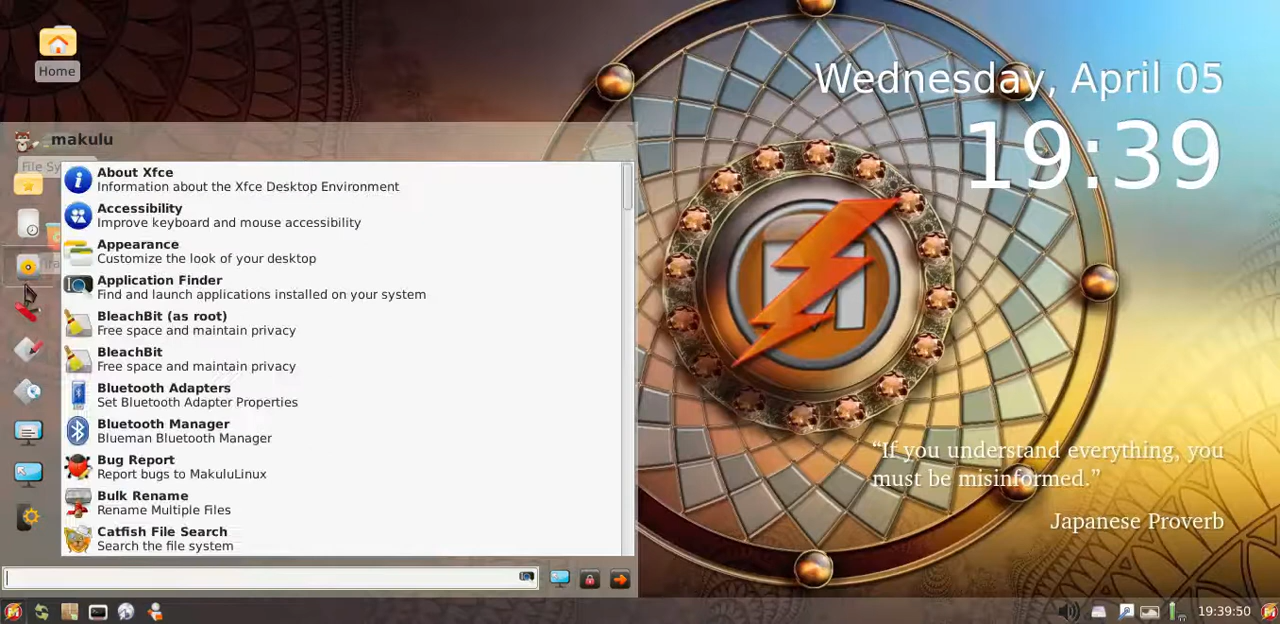 Home
Wednesday, April 05
19:39
makulu
File Sy
About Xfce
Information about the Xfce Desktop Environment
Accessibility
Improve keyboard and mouse accessibility
Appearance
Customize the look of your desktop
Application Finder
Find and launch applications installed on your system
BleachBit (as root)
Free space and maintain privacy
BleachBit
Free space and maintain privacy
Bluetooth Adapters
Set Bluetooth Adapter Properties
Bluetooth Manager
Blueman Bluetooth Manager
Bug Report
Report bugs to MakuluLinux
Bulk Rename
Rename Multiple Files
Catfish File Search
Search the file system
“If you understand everything, you
must be misinformed.”
Japanese Proverb
19:39:50